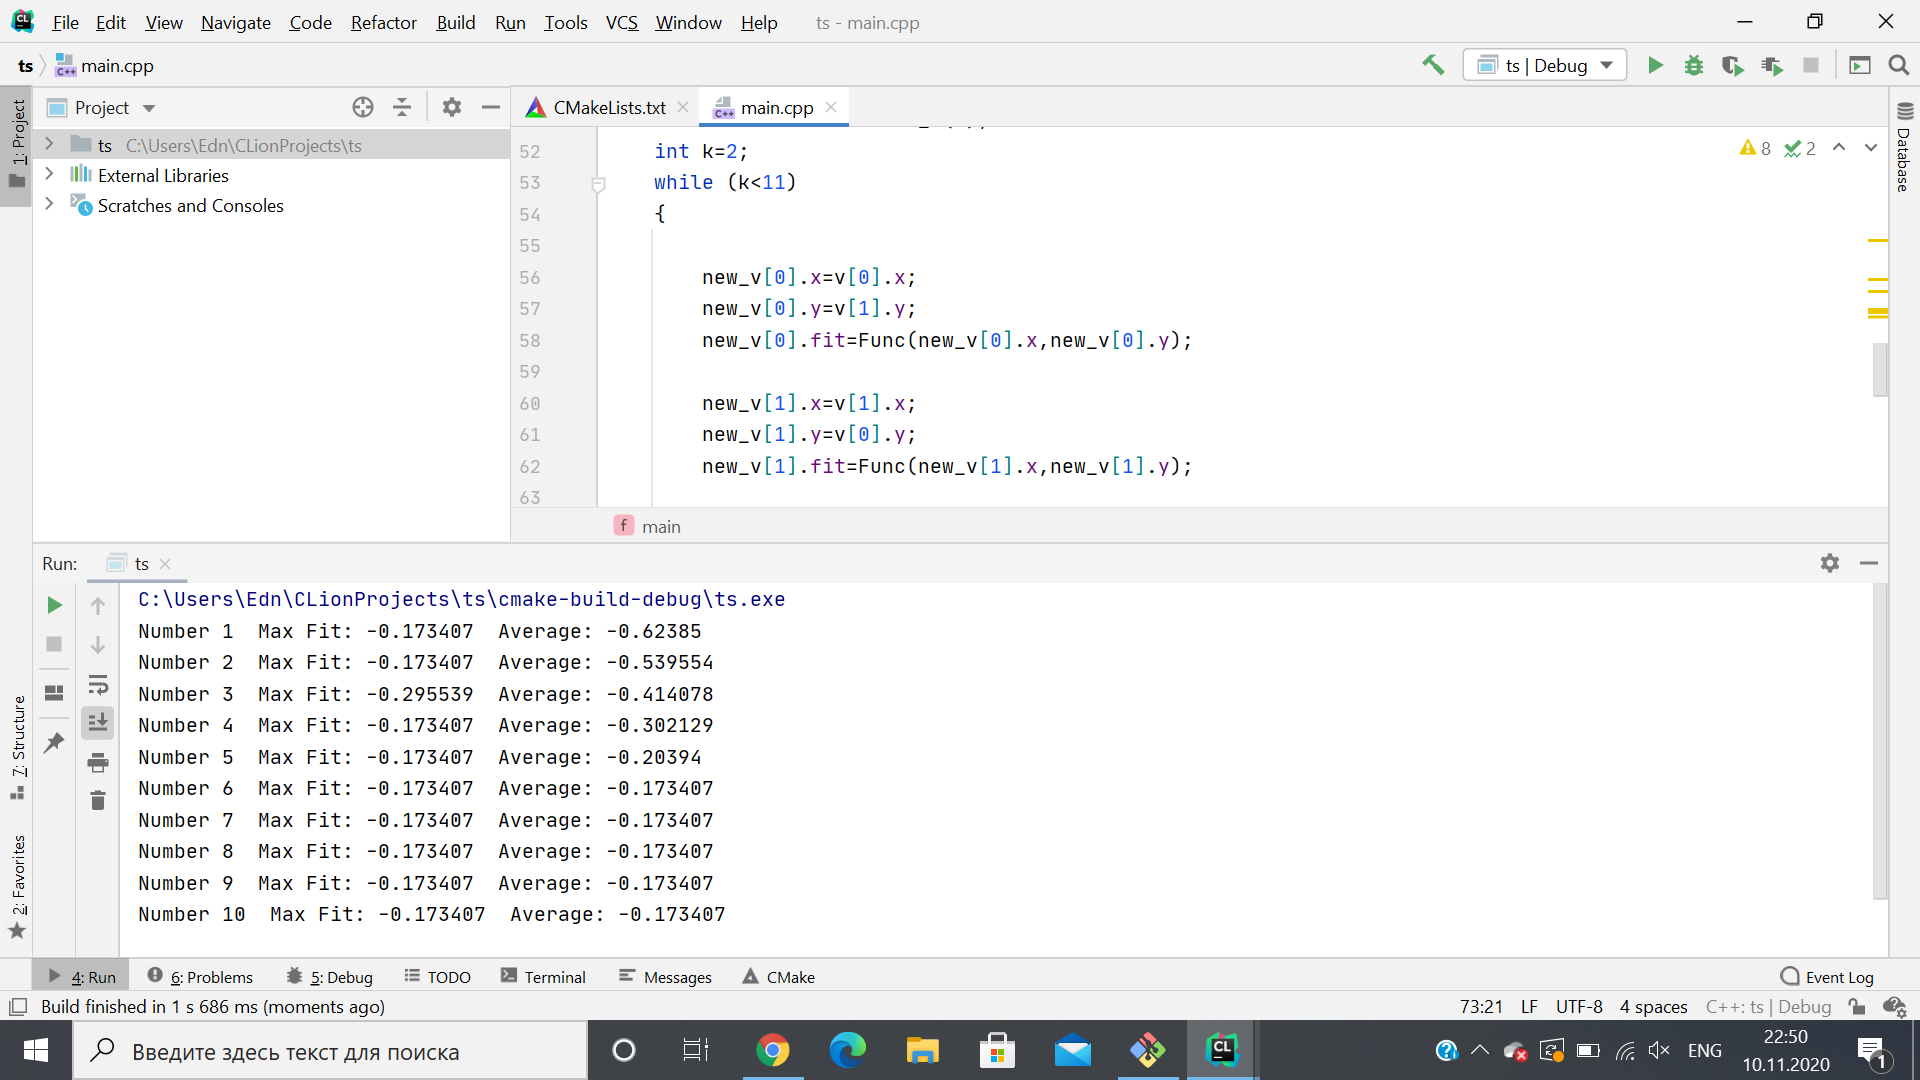 File Edit View Navigate Code Refactor Build Run Tools VCS Window Help ts - main.cpp
ts main.cpp ts | Debug
1: Project
Project
ts C:\Users\Edn\CLionProjects\ts
External Libraries
Scratches and Consoles
CMakeLists.txt main.cpp
8 2
Database
52 int k=2;
53 while (k<11)
54 {
55
56 new_v[0].x=v[0].x;
57 new_v[0].y=v[1].y;
58 new_v[0].fit=Func(new_v[0].x,new_v[0].y);
59
60 new_v[1].x=v[1].x;
61 new_v[1].y=v[0].y;
62 new_v[1].fit=Func(new_v[1].x,new_v[1].y);
63
f main
Run: ts
C:\Users\Edn\CLionProjects\ts\cmake-build-debug\ts.exe
Number 1 Max Fit: -0.173407 Average: -0.62385
Number 2 Max Fit: -0.173407 Average: -0.539554
Number 3 Max Fit: -0.295539 Average: -0.414078
Number 4 Max Fit: -0.173407 Average: -0.302129
Number 5 Max Fit: -0.173407 Average: -0.20394
Number 6 Max Fit: -0.173407 Average: -0.173407
Number 7 Max Fit: -0.173407 Average: -0.173407
Number 8 Max Fit: -0.173407 Average: -0.173407
Number 9 Max Fit: -0.173407 Average: -0.173407
Number 10 Max Fit: -0.173407 Average: -0.173407
7: Structure
2: Favorites
4: Run 6: Problems 5: Debug TODO Terminal Messages CMake Event Log
Build finished in 1 s 686 ms (moments ago) 73:21 LF UTF-8 4 spaces C++: ts | Debug
Введите здесь текст для поиска
ENG
22:50
10.11.2020
1